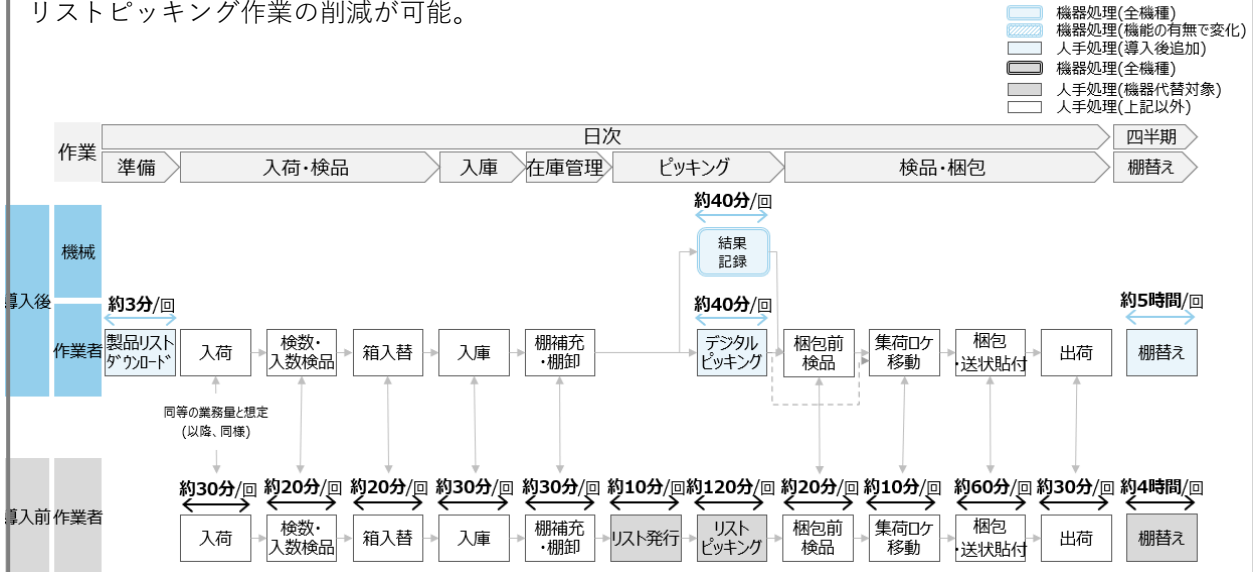 リストピッキング作業の削減が可能。
機器処理(全機種)
機器処理(機能の有無で変化)
人手処理(導入後追加)
機器処理(全機種)
人手処理(機器代替対象)
人手処理(上記以外)
作業
日次
四半期
準備
入荷・検品
入庫
在庫管理
ピッキング
検品・梱包
棚替え
導入後
機械
約40分/回
結果
記録
作業者
約3分/回
製品リスト
ダウンロード
入荷
検数・
入数検品
箱入替
入庫
棚補充
・棚卸
約40分/回
デジタル
ピッキング
梱包前
検品
集荷ロケ
移動
梱包
・送状貼付
出荷
約5時間/回
棚替え
同等の業務量と想定
(以降、同様)
導入前
作業者
約30分/回
入荷
約20分/回
検数・
入数検品
約20分/回
箱入替
約30分/回
入庫
約30分/回
棚補充
・棚卸
約10分/回
リスト発行
約120分/回
リスト
ピッキング
約20分/回
梱包前
検品
約10分/回
集荷ロケ
移動
約60分/回
梱包
・送状貼付
約30分/回
出荷
約4時間/回
棚替え